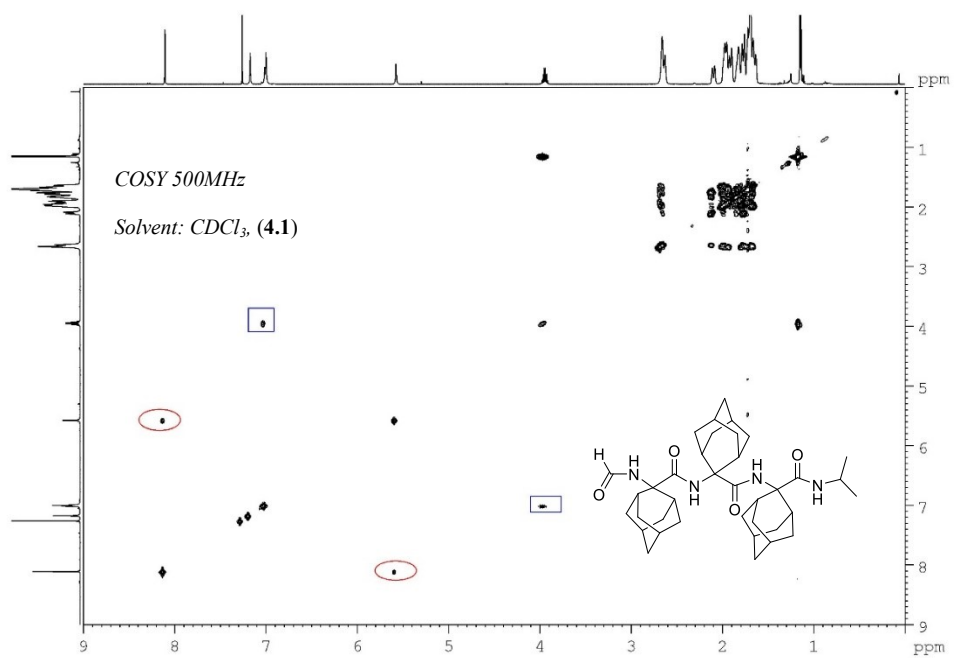 ppm
COSY 500MHz
Solvent: CDCl₃, (4.1)
1
2
3
4
5
6
7
8
9
H
O
H
N
O
N
H
O
H
N
O
N
H
9 8 7 6 5 4 3 2 1 ppm